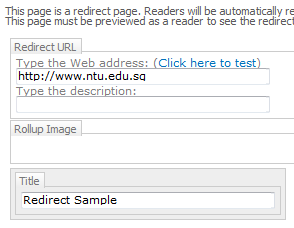 This is a redirect page. Readers will be automatically re
This page must be previewed as a reader to see the redirect
Redirect URL
Type the Web address: (Click here to test)
http://www.ntu.edu.sg
Type the description:
Rollup Image
Title
Redirect Sample